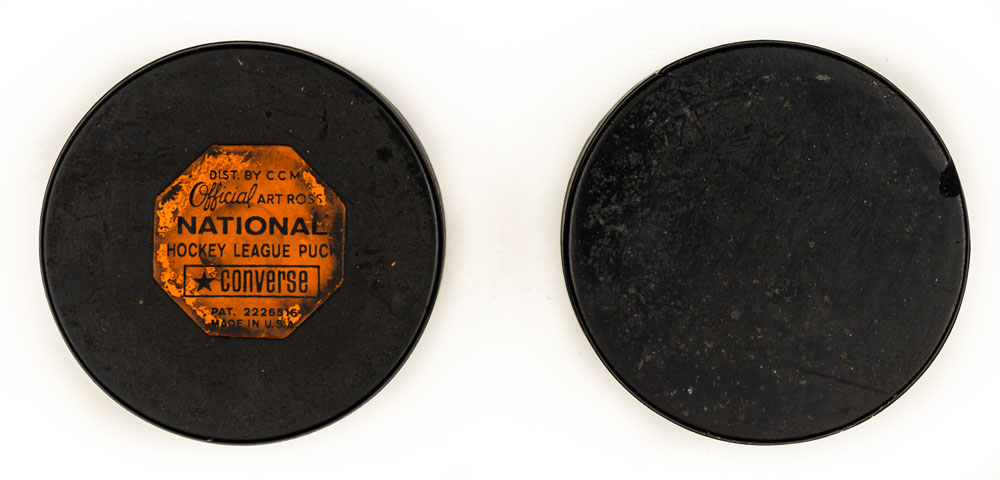 DIST. BY C.C.M
Official ART ROSS
NATIONAL
HOCKEY LEAGUE PUCK
★ converse
PAT. 2226516
MADE IN U.S.A.